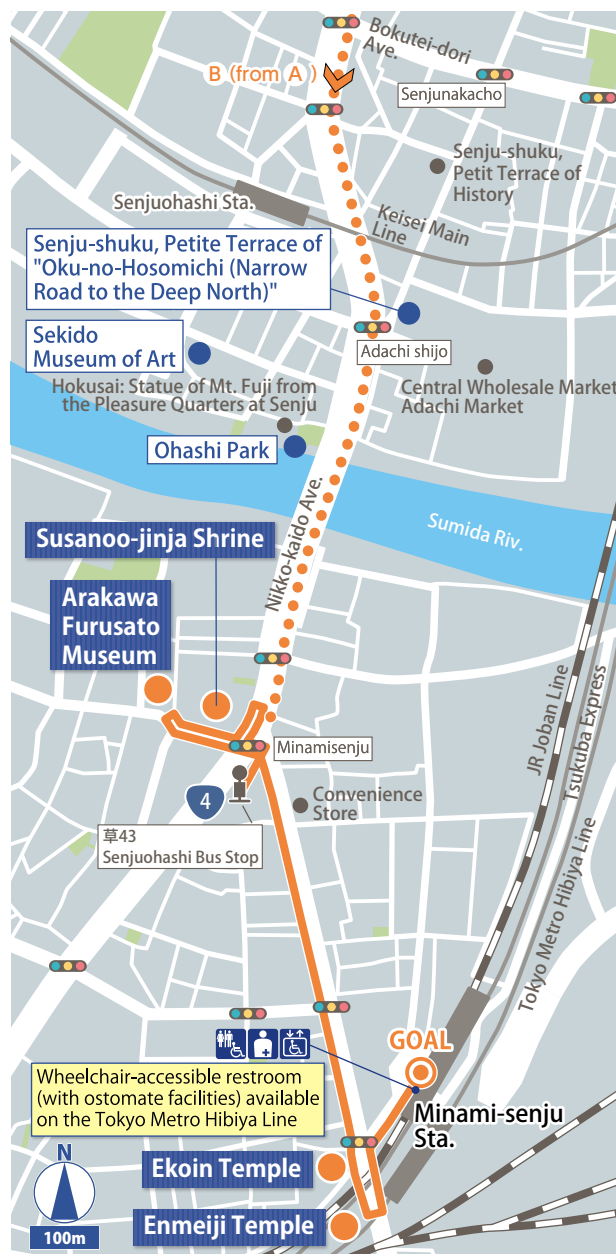 Bokutei-dori
Ave.
B (from A )
Senjunakacho
Senju-shuku,
Petit Terrace of
History
Senjuohashi Sta.
Keisei Main
Line
Senju-shuku, Petite Terrace of
"Oku-no-Hosomichi (Narrow
Road to the Deep North)"
Sekido
Museum of Art
Adachi shijo
Hokusai: Statue of Mt. Fuji from
the Pleasure Quarters at Senju
Central Wholesale Market
Adachi Market
Ohashi Park
Nikko-kaido Ave.
Sumida Riv.
Susanoo-jinja Shrine
Arakawa
Furusato
Museum
JR Joban Line
Tsukuba Express
Tokyo Metro Hibiya Line
Minamisenju
4
Convenience
Store
草43
Senjuohashi Bus Stop
GOAL
Wheelchair-accessible restroom
(with ostomate facilities) available
on the Tokyo Metro Hibiya Line
Minami-senju
Sta.
N
100m
Ekoin Temple
Enmeiji Temple